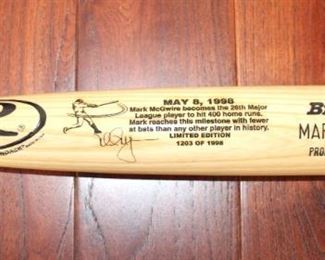 R
MAY 8, 1998
Mark McGwire becomes the 26th Major
League player to hit 400 home runs.
Mark reaches this milestone with fewer
at bats than any other player in history.
LIMITED EDITION
1203 OF 1998
B
MAR
PRO